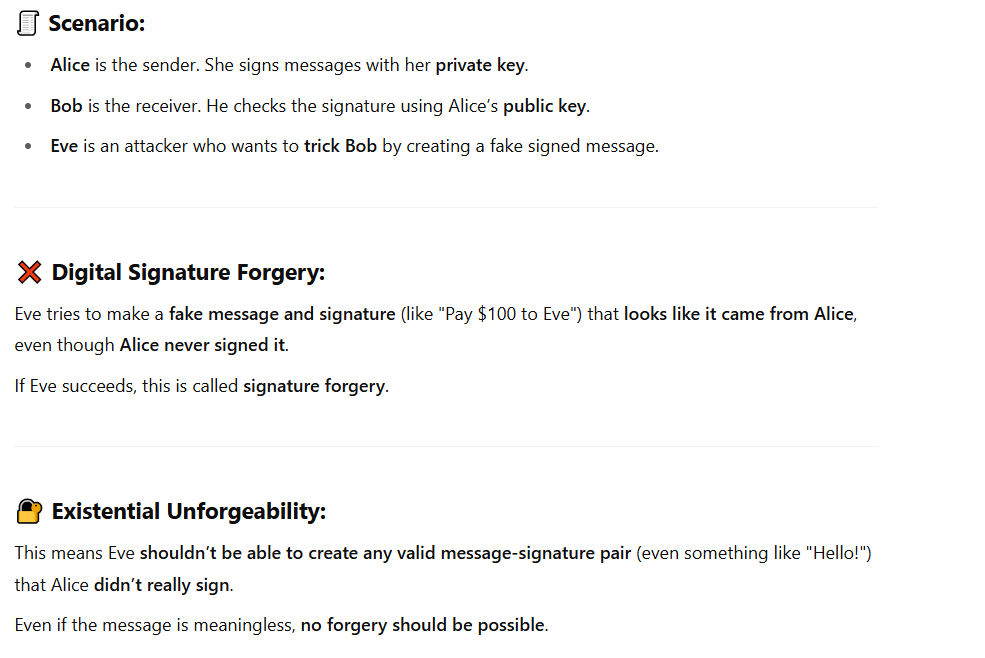 📜 Scenario:
• Alice is the sender. She signs messages with her private key.
• Bob is the receiver. He checks the signature using Alice’s public key.
• Eve is an attacker who wants to trick Bob by creating a fake signed message.
❌ Digital Signature Forgery:
Eve tries to make a fake message and signature (like "Pay $100 to Eve") that looks like it came from Alice,
even though Alice never signed it.
If Eve succeeds, this is called signature forgery.
🔐 Existential Unforgeability:
This means Eve shouldn’t be able to create any valid message-signature pair (even something like "Hello!")
that Alice didn’t really sign.
Even if the message is meaningless, no forgery should be possible.